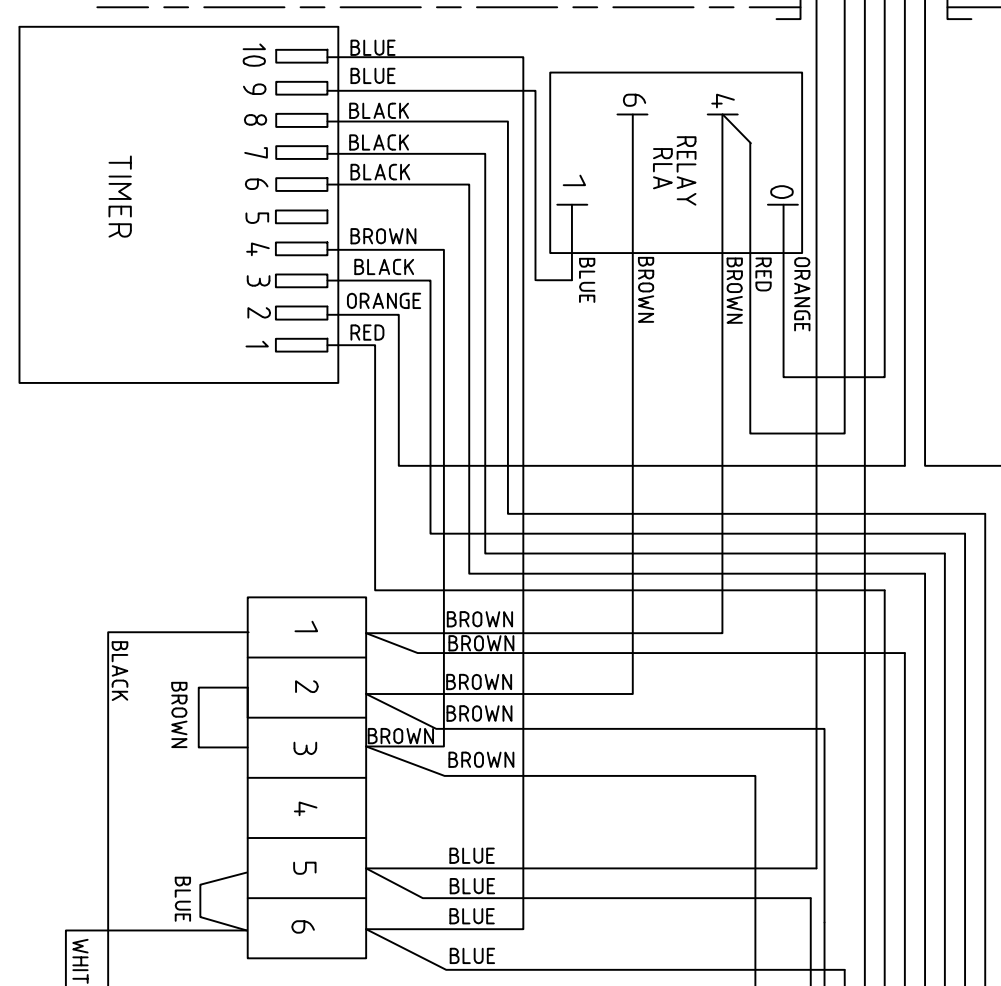 TIMER
10 BLUE
9 BLUE
8 BLACK
7 BLACK
6 BLACK
5
4 BROWN
3 BLACK
2 ORANGE
1 RED
6
4
RELAY
RLA
1
0
BLUE
BROWN
BROWN
RED
ORANGE
1
BROWN
BROWN
BLACK
2
BROWN
BROWN
BROWN
3
BROWN
BROWN
4
5
BLUE
BLUE
BLUE
6
BLUE
BLUE
WHIT